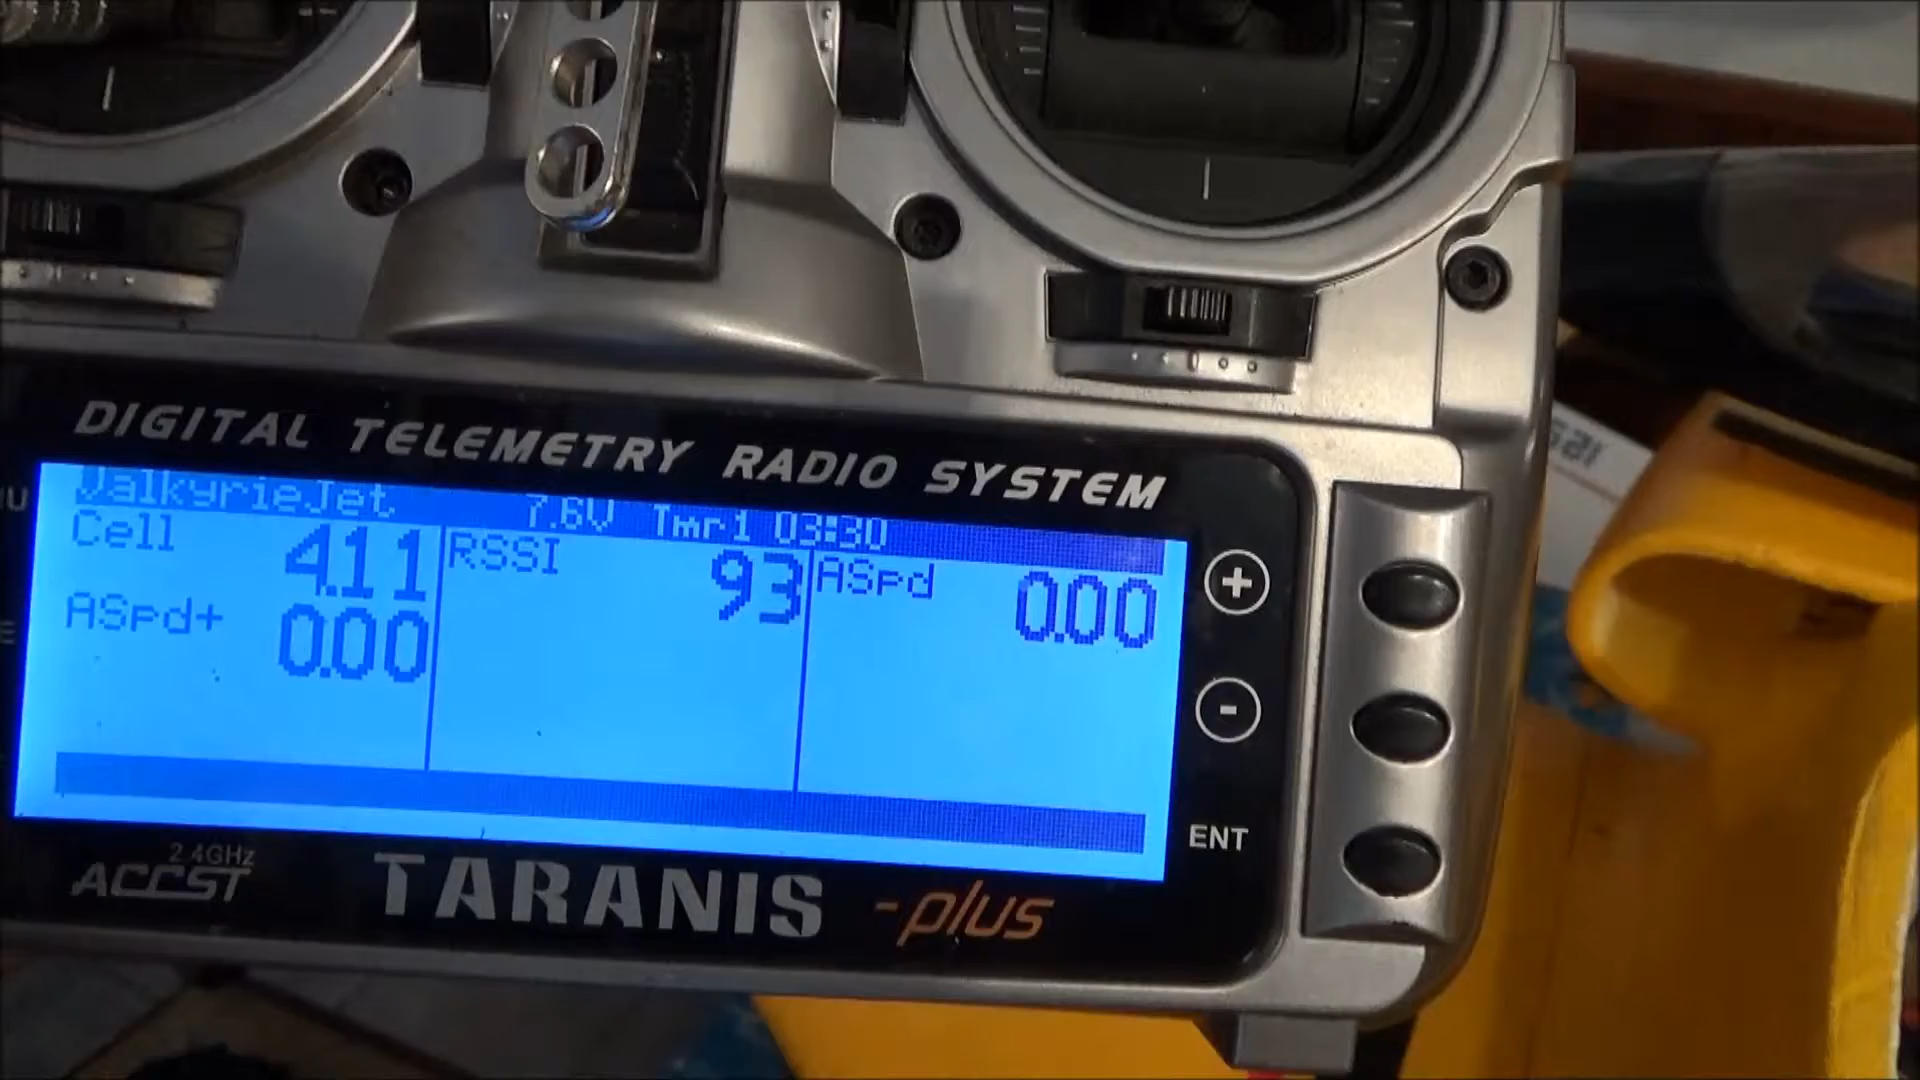 DIGITAL TELEMETRY RADIO SYSTEM
ValkyrieJet 7.6V Tmr1 03:30
Cell 4.11 RSSI 93 ASpd 0.00
ASpd+ 0.00
+
-
ENT
2.4GHz
ACCST
TARANIS -plus